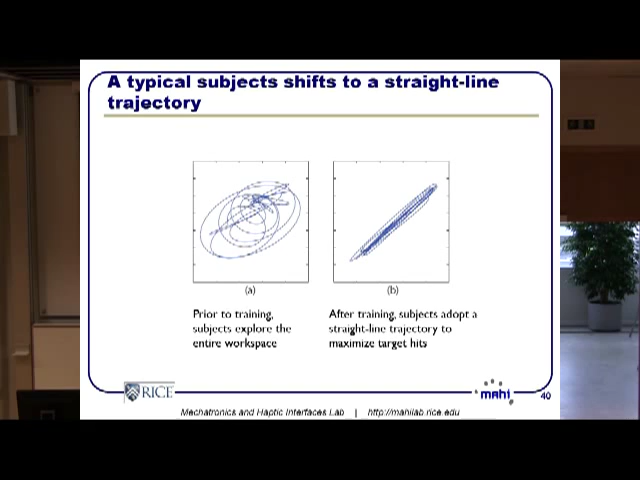 A typical subjects shifts to a straight-line
trajectory
(a)
(b)
Prior to training,
subjects explore the
entire workspace
After training, subjects adopt a
straight-line trajectory to
maximize target hits
RICE
mahi
40
Mechatronics and Haptic Interfaces Lab | http://mahilab.rice.edu